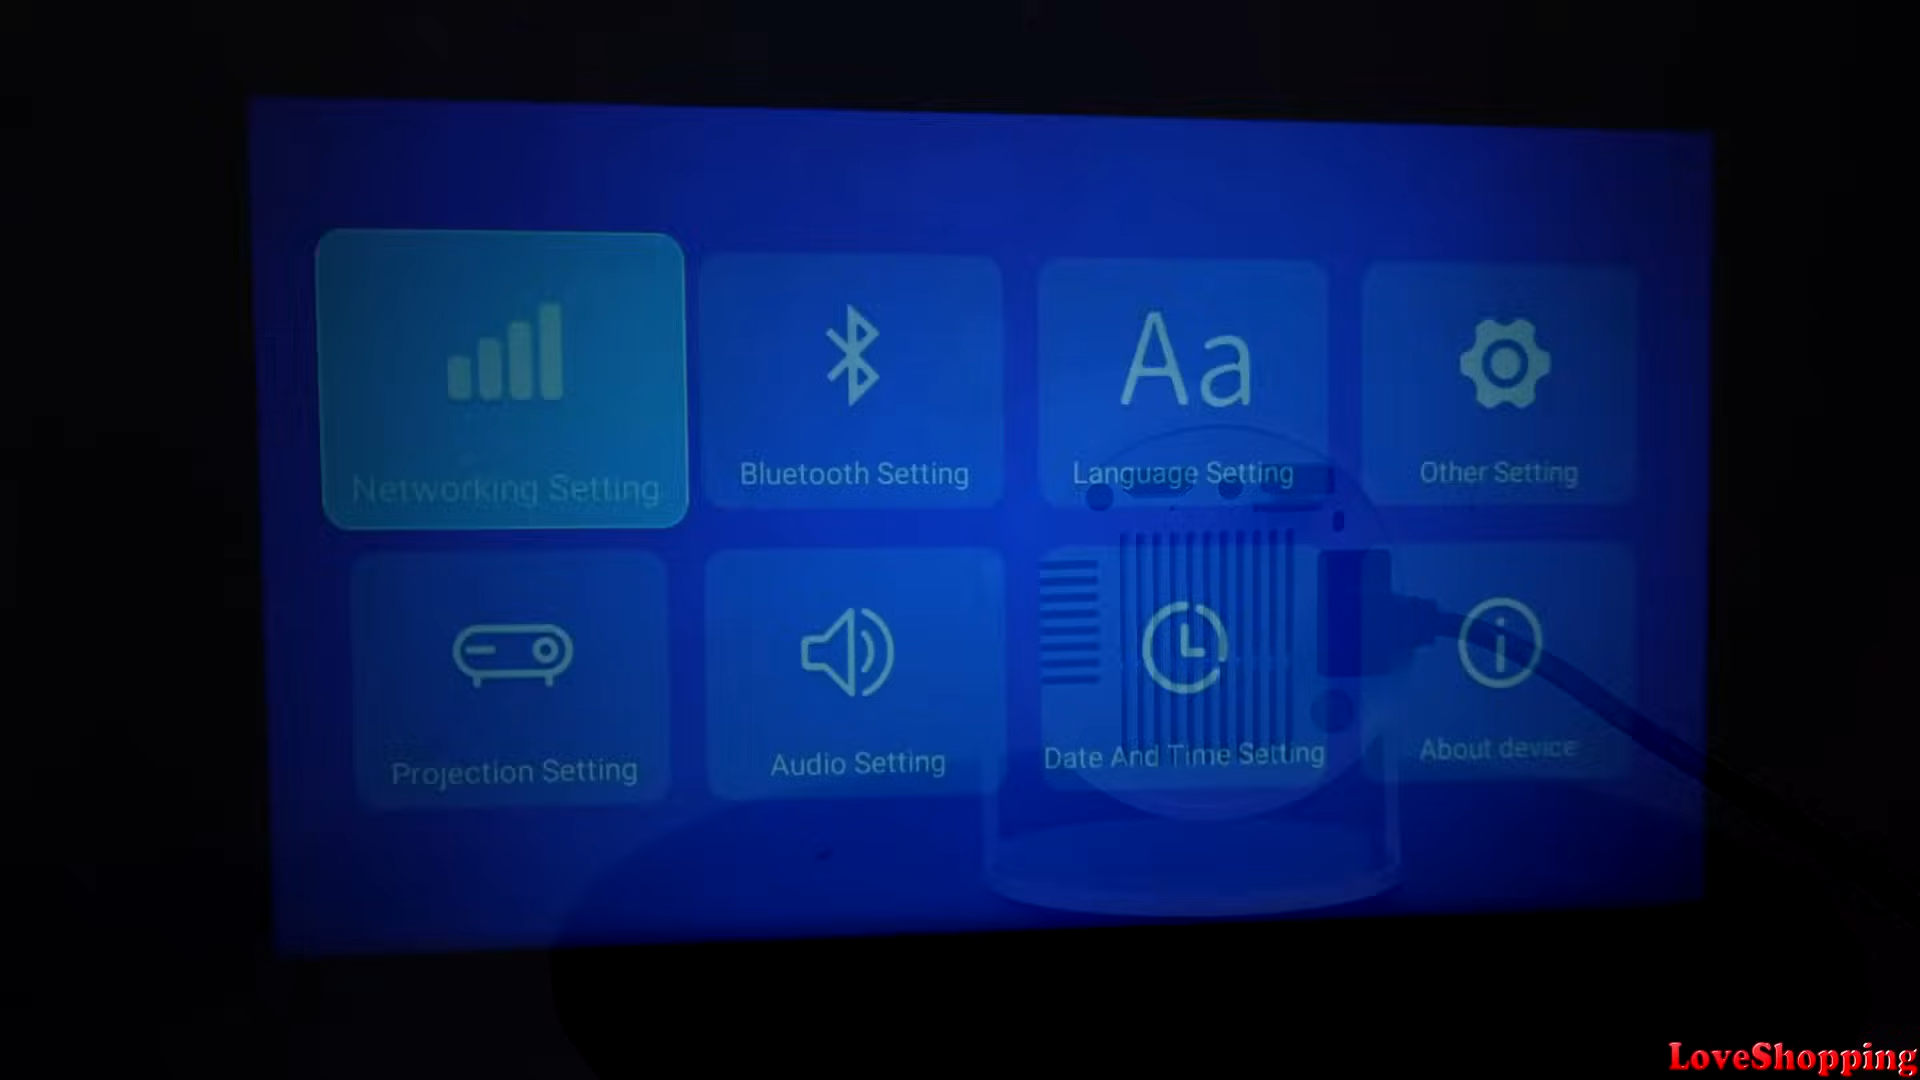 Networking Setting
Bluetooth Setting
Aa
Language Setting
Other Setting
Projection Setting
Audio Setting
Date And Time Setting
About device
LoveShopping